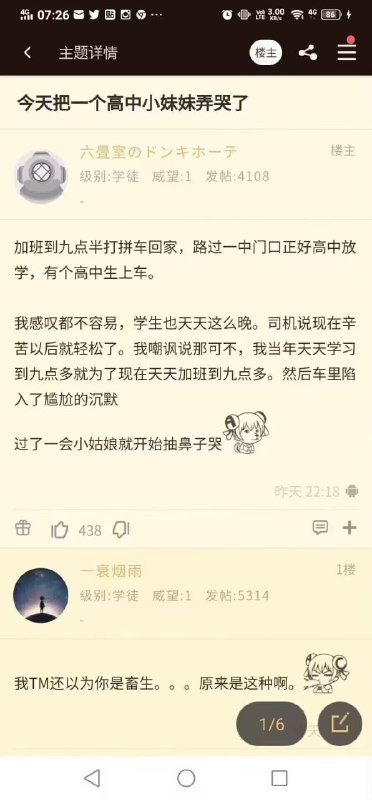 4G 07:26 ··· VoLTE 3.00 KB/s 4G 86
主题详情 楼主
今天把一个高中小妹妹弄哭了
六畳室のドンキホーテ 楼主
级别:学徒 威望:1 发帖:4108
-
加班到九点半打拼车回家，路过一中门口正好高中放
学，有个高中生上车。
我感叹都不容易，学生也天天这么晚。司机说现在辛
苦以后就轻松了。我嘲讽说那可不，我当年天天学习
到九点多就为了现在天天加班到九点多。然后车里陷
入了尴尬的沉默
过了一会小姑娘就开始抽鼻子哭
昨天 22:18
438
一衰烟雨 1楼
级别:学徒 威望:1 发帖:5314
-
我TM还以为你是畜生。。。原来是这种啊。
1/6
天